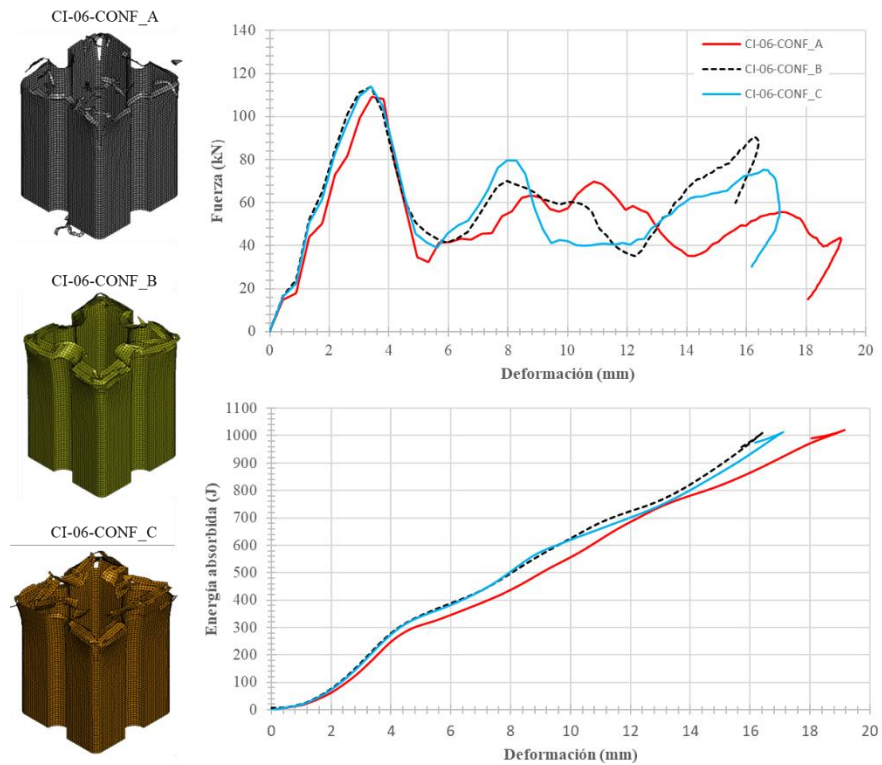 CI-06-CONF_A
CI-06-CONF_B
CI-06-CONF_C
140
120
100
80
60
40
20
0
Fuerza (kN)
CI-06-CONF_A
CI-06-CONF_B
CI-06-CONF_C
0 2 4 6 8 10 12 14 16 18 20
Deformación (mm)
1100
1000
900
800
700
600
500
400
300
200
100
0
Energía absorbida (J)
0 2 4 6 8 10 12 14 16 18 20
Deformación (mm)